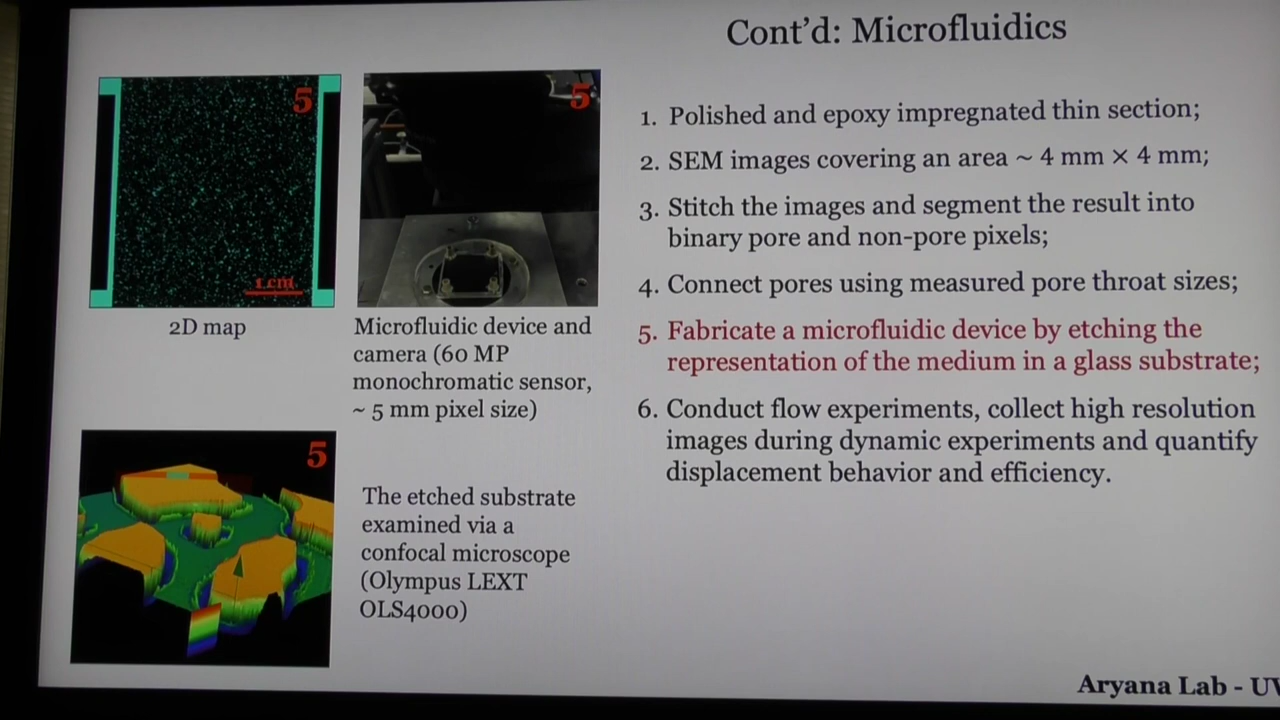 Cont'd: Microfluidics
5
1 cm
2D map
5
Microfluidic device and
camera (60 MP
monochromatic sensor,
~ 5 mm pixel size)
5
The etched substrate
examined via a
confocal microscope
(Olympus LEXT
OLS4000)
1. Polished and epoxy impregnated thin section;
2. SEM images covering an area ~ 4 mm × 4 mm;
3. Stitch the images and segment the result into
binary pore and non-pore pixels;
4. Connect pores using measured pore throat sizes;
5. Fabricate a microfluidic device by etching the
representation of the medium in a glass substrate;
6. Conduct flow experiments, collect high resolution
images during dynamic experiments and quantify
displacement behavior and efficiency.
Aryana Lab -